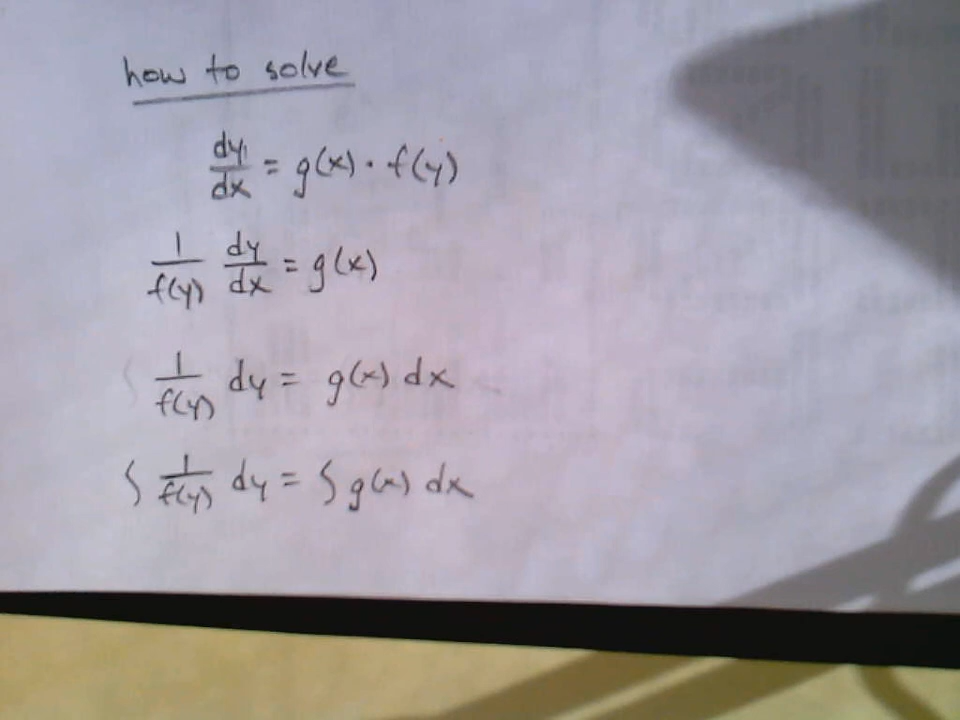 how to solve
dy/dx = g(x) · f(y)
1/f(y) dy/dx = g(x)
1/f(y) dy = g(x) dx
∫ 1/f(y) dy = ∫ g(x) dx